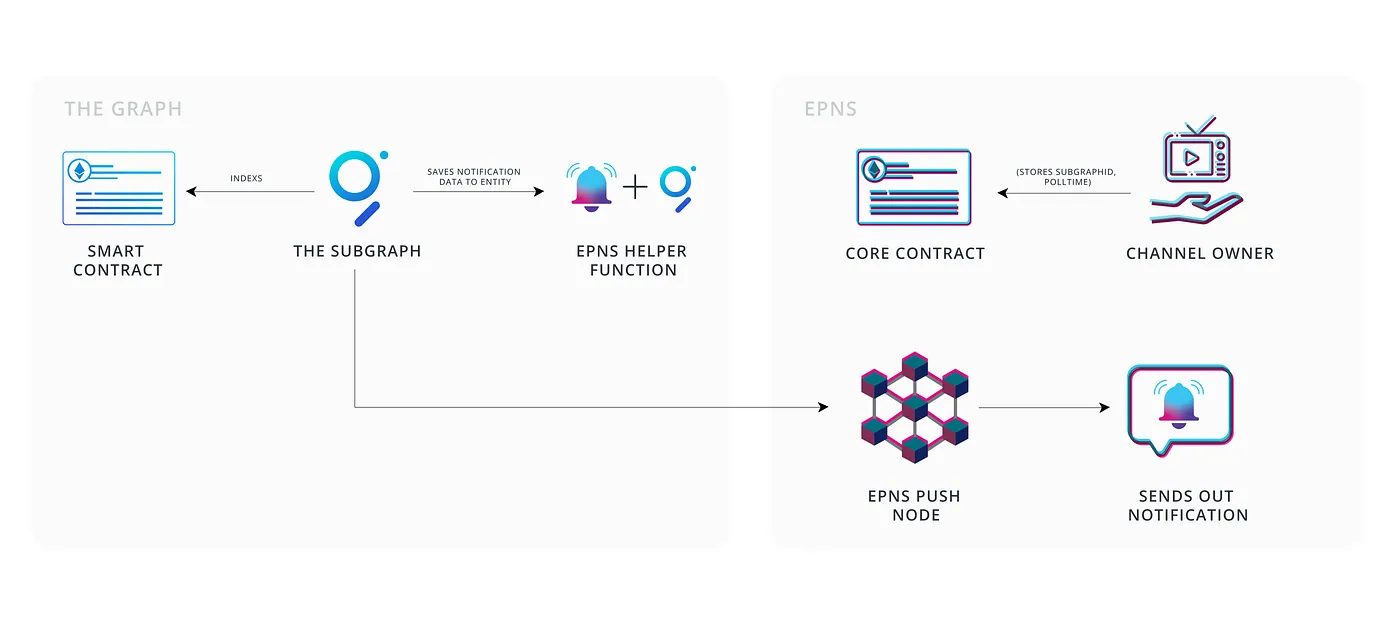 THE GRAPH
INDEXS
SAVES NOTIFICATION
DATA TO ENTITY
SMART
CONTRACT
THE SUBGRAPH
EPNS HELPER
FUNCTION
EPNS
(STORES SUBGRAPHID,
POLLTIME)
CORE CONTRACT
CHANNEL OWNER
EPNS PUSH
NODE
SENDS OUT
NOTIFICATION